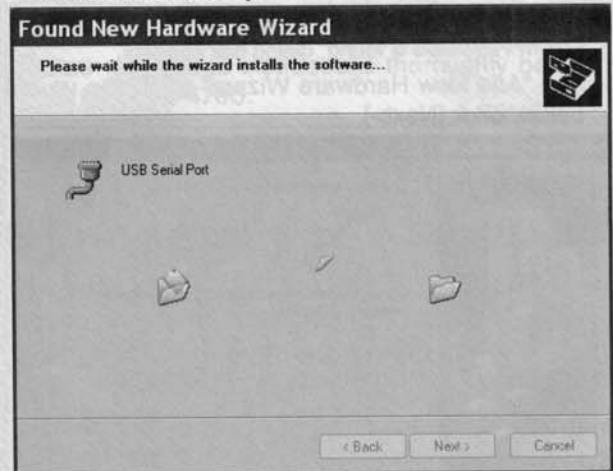 Found New Hardware Wizard
Please wait while the wizard installs the software...
USB Serial Port
< Back
Next >
Cancel